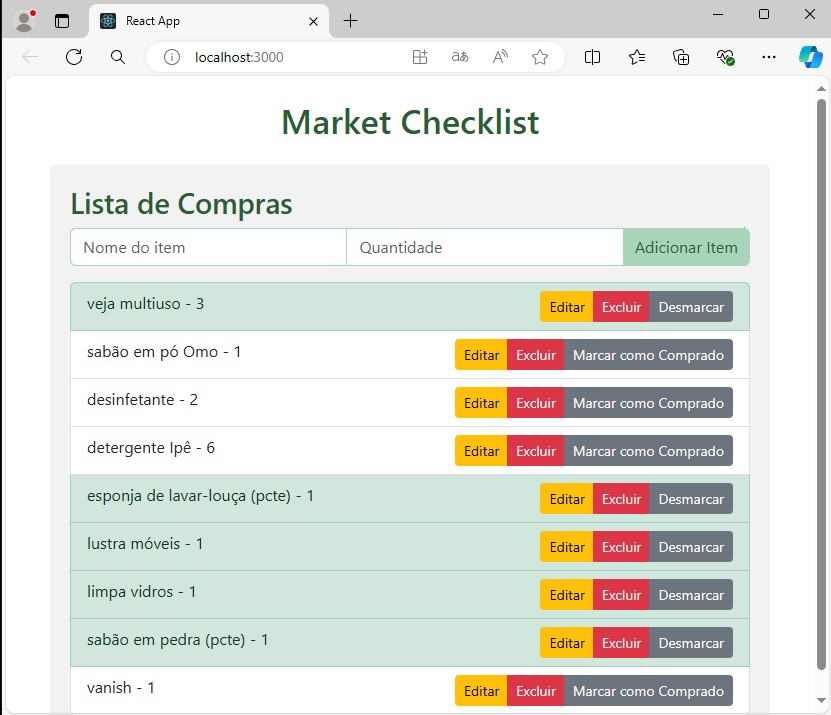 React App
localhost:3000
Market Checklist
Lista de Compras
Nome do item Quantidade Adicionar Item
veja multiuso - 3 Editar Excluir Desmarcar
sabão em pó Omo - 1 Editar Excluir Marcar como Comprado
desinfetante - 2 Editar Excluir Marcar como Comprado
detergente Ipê - 6 Editar Excluir Marcar como Comprado
esponja de lavar-louça (pcte) - 1 Editar Excluir Desmarcar
lustra móveis - 1 Editar Excluir Desmarcar
limpa vidros - 1 Editar Excluir Desmarcar
sabão em pedra (pcte) - 1 Editar Excluir Desmarcar
vanish - 1 Editar Excluir Marcar como Comprado